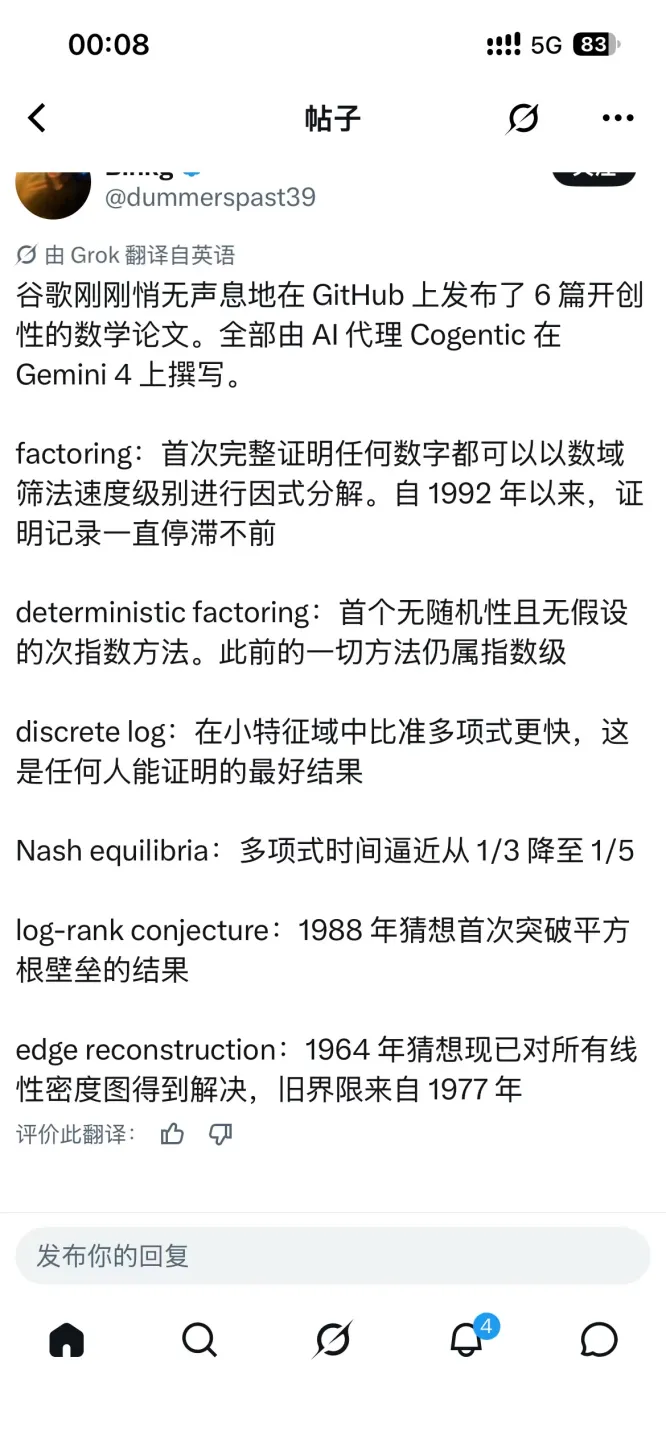 00:08
5G 83
帖子
@dummerspast39
由 Grok 翻译自英语
谷歌刚刚悄无声息地在 GitHub 上发布了 6 篇开创
性的数学论文。全部由 AI 代理 Cogentic 在
Gemini 4 上撰写。
factoring：首次完整证明任何数字都可以以数域
筛法速度级别进行因式分解。自 1992 年以来，证
明记录一直停滞不前
deterministic factoring：首个无随机性且无假设
的次指数方法。此前的一切方法仍属指数级
discrete log：在小特征域中比准多项式更快，这
是任何人能证明的最好结果
Nash equilibria：多项式时间逼近从 1/3 降至 1/5
log-rank conjecture：1988 年猜想首次突破平方
根壁垒的结果
edge reconstruction：1964 年猜想现已对所有线
性密度图得到解决，旧界限来自 1977 年
评价此翻译：
发布你的回复
4